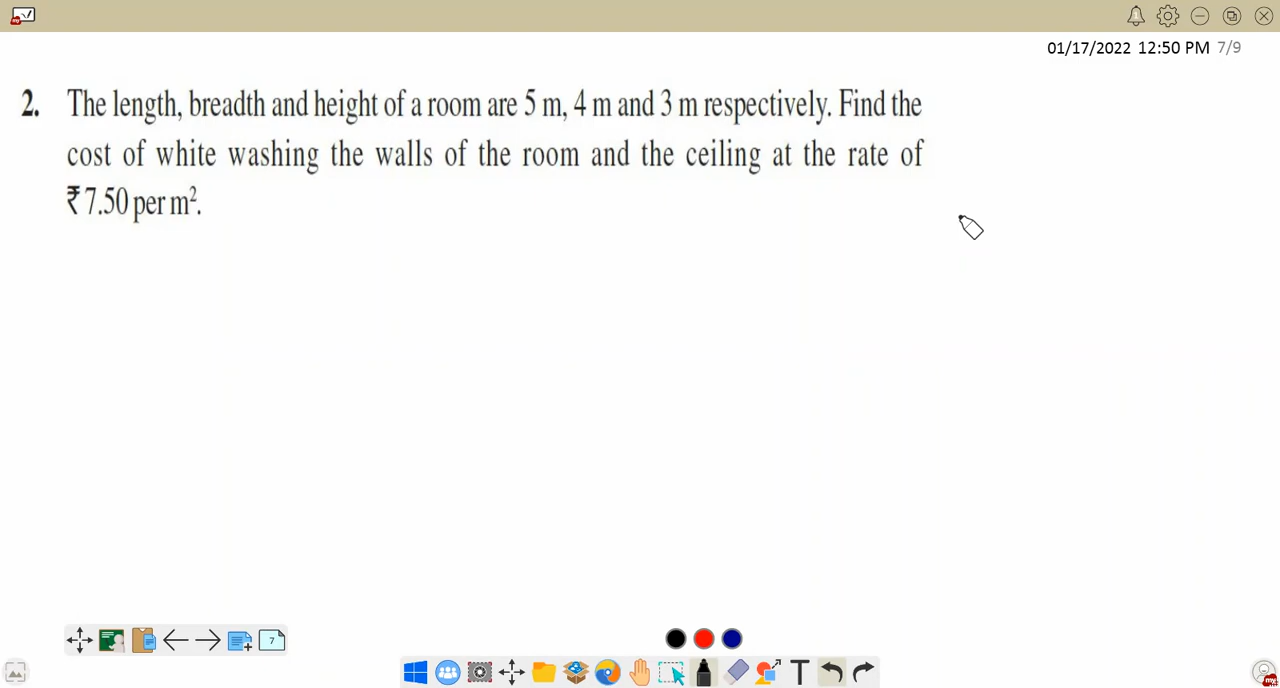 01/17/2022 12:50 PM 7/9
2. The length, breadth and height of a room are 5 m, 4 m and 3 m respectively. Find the
cost of white washing the walls of the room and the ceiling at the rate of
₹ 7.50 per m².
7
T